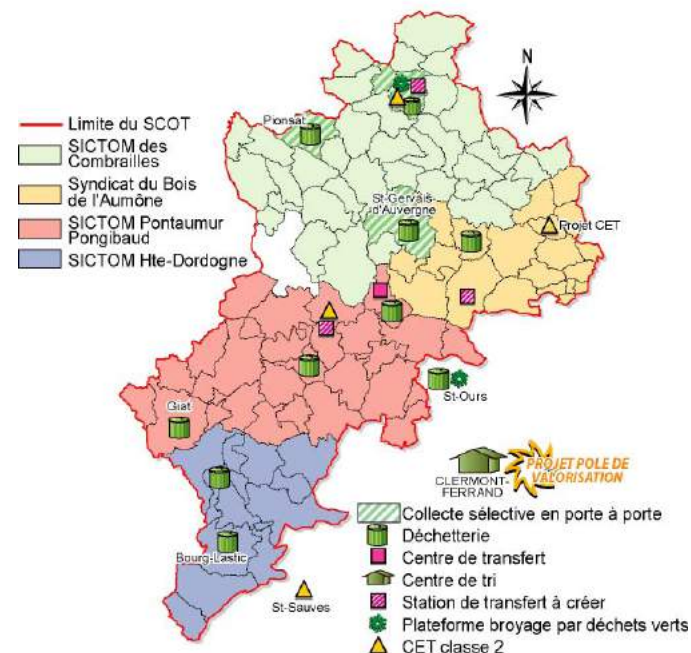 N
Limite du SCOT
SICTOM des
Combrailles
Syndicat du Bois
de l'Aumône
SICTOM Pontaumur
Pongibaud
SICTOM Hte-Dordogne
Pionsat
St-Gervais
d'Auvergne
Projet CET
St-Ours
Giat
Bourg-Lastic
St-Sauves
CLERMONT-
FERRAND
PROJET POLE DE
VALORISATION
Collecte sélective en porte à porte
Déchetterie
Centre de transfert
Centre de tri
Station de transfert à créer
Plateforme broyage par déchets verts
CET classe 2